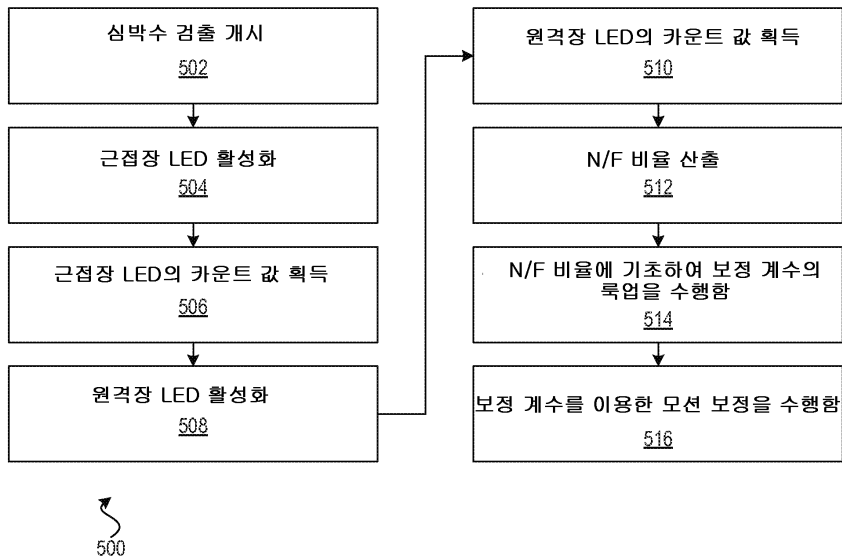 심박수 검출 개시
502
근접장 LED 활성화
504
근접장 LED의 카운트 값 획득
506
원격장 LED 활성화
508
원격장 LED의 카운트 값 획득
510
N/F 비율 산출
512
N/F 비율에 기초하여 보정 계수의
룩업을 수행함
514
보정 계수를 이용한 모션 보정을 수행함
516
500